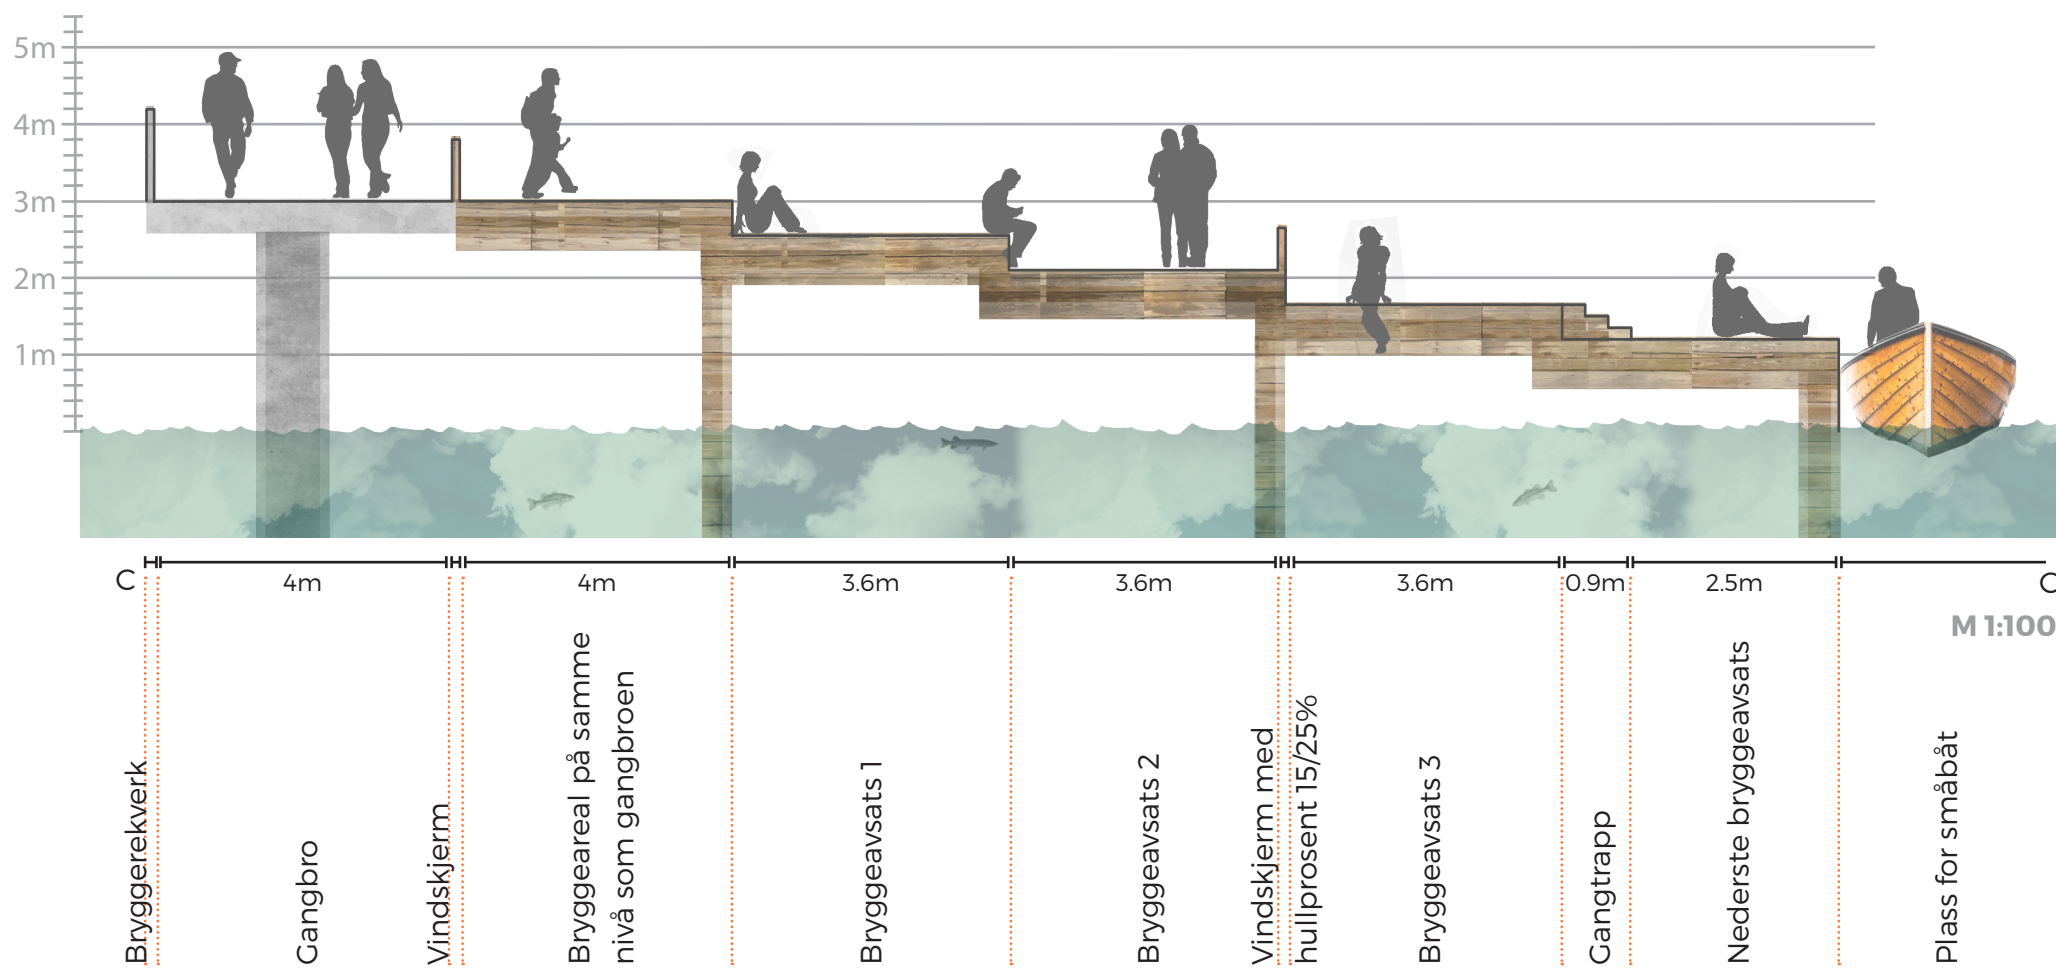 5m
4m
3m
2m
1m
C
4m
4m
3.6m
3.6m
3.6m
0.9m
2.5m
M 1:100
Bryggerekverk
Gangbro
Vindskjerm
Bryggeareal på samme
nivå som gangbroen
Bryggeavsats 1
Bryggeavsats 2
Vindskjerm med
hullprosent 15/25%
Bryggeavsats 3
Gangtrapp
Nederste bryggeavsats
Plass for småbåt